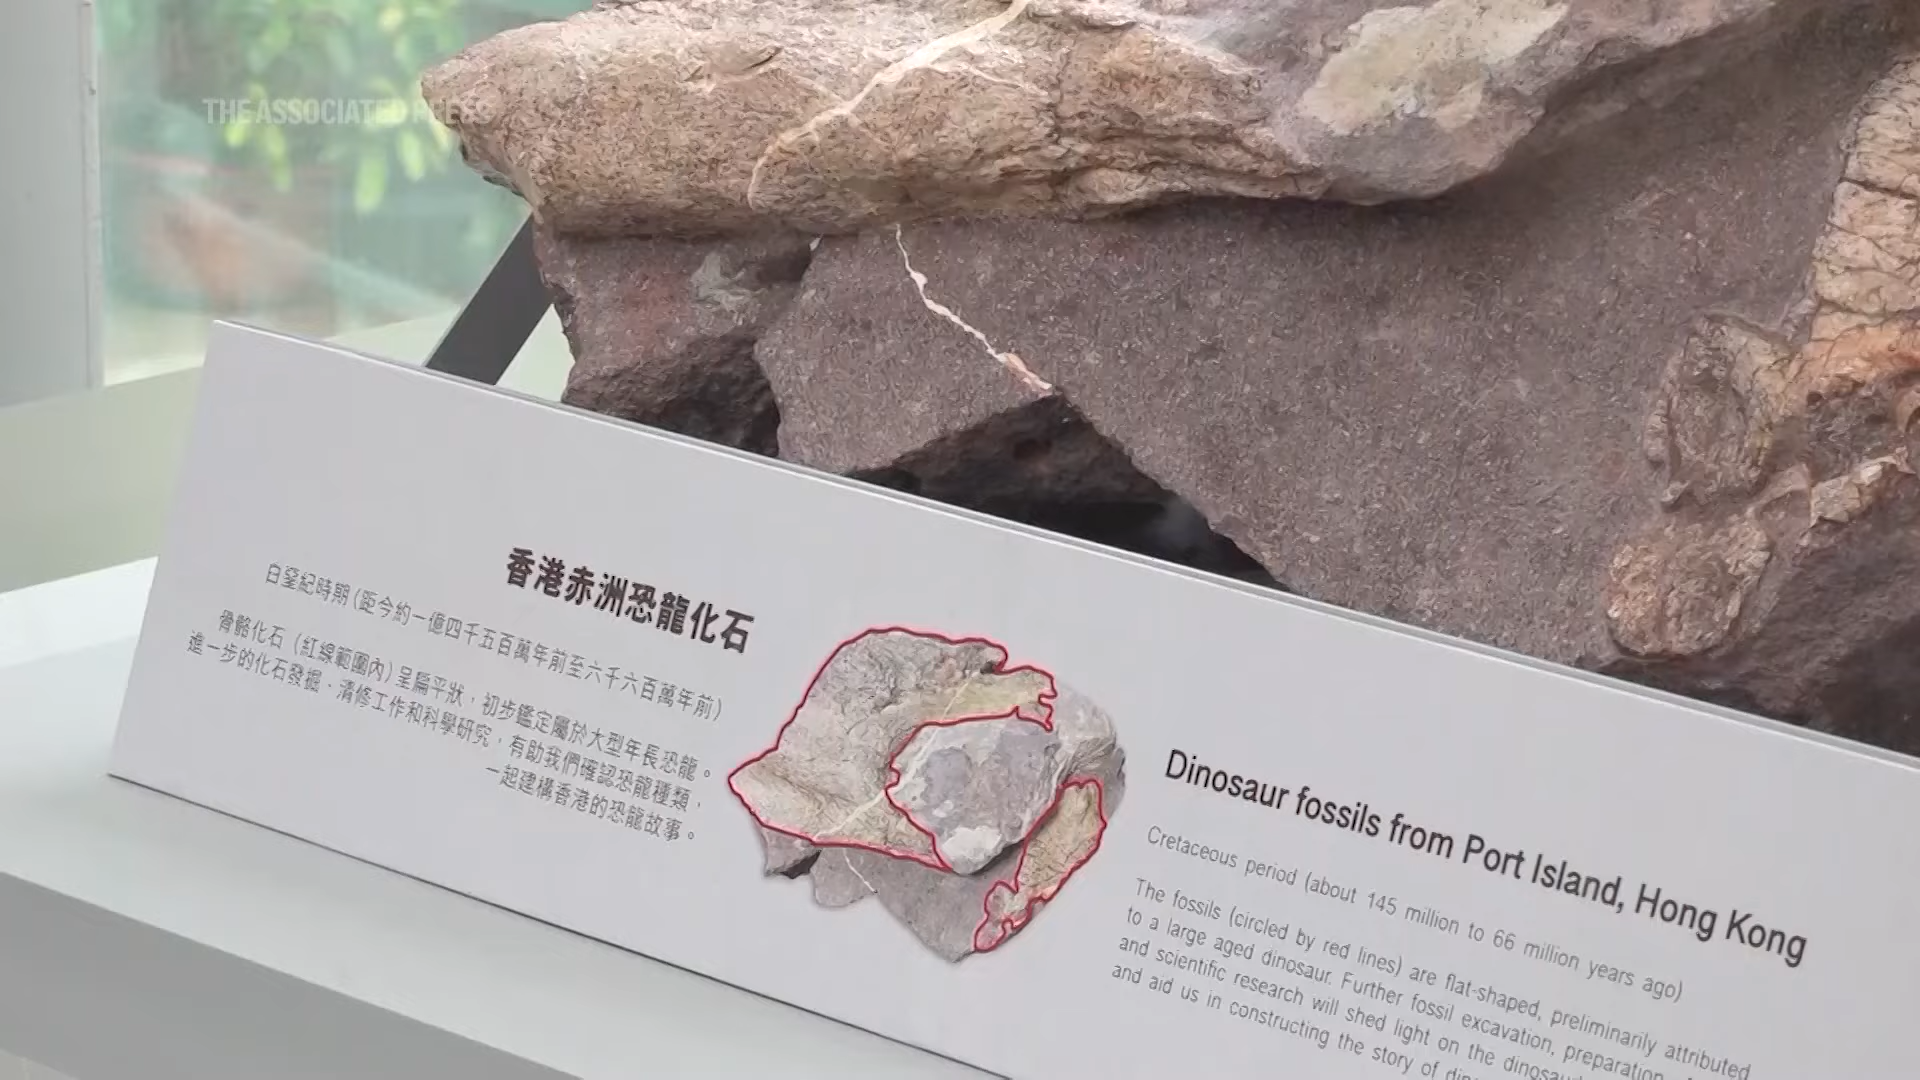 THE ASSOCIATED PRESS
香港赤洲恐龍化石
白堊紀時期（距今約一億四千五百萬年前至六千六百萬年前）
骨骼化石（紅線範圍內）呈扁平狀，初步鑑定屬於大型年長恐龍。
進一步的化石發掘、清修工作和科學研究，有助我們確認恐龍種類，
一起建構香港的恐龍故事。
Dinosaur fossils from Port Island, Hong Kong
Cretaceous period (about 145 million to 66 million years ago)
The fossils (circled by red lines) are flat-shaped, preliminarily attributed
to a large aged dinosaur. Further fossil excavation, preparation
and scientific research will shed light on the
and aid us in constructing the story of